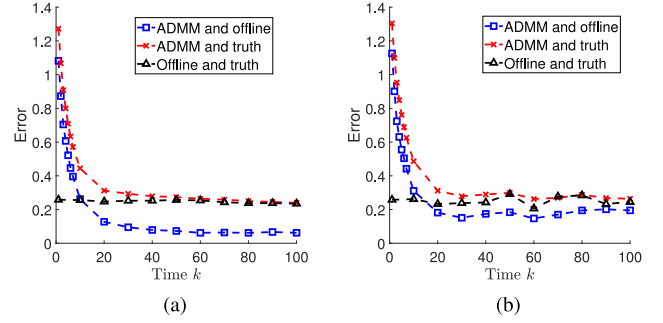 1.4
1.2
1
0.8
0.6
0.4
0.2
0
Error
0 20 40 60 80 100
Time k
ADMM and offline
ADMM and truth
Offline and truth
(a)
1.4
1.2
1
0.8
0.6
0.4
0.2
0
Error
0 20 40 60 80 100
Time k
ADMM and offline
ADMM and truth
Offline and truth
(b)